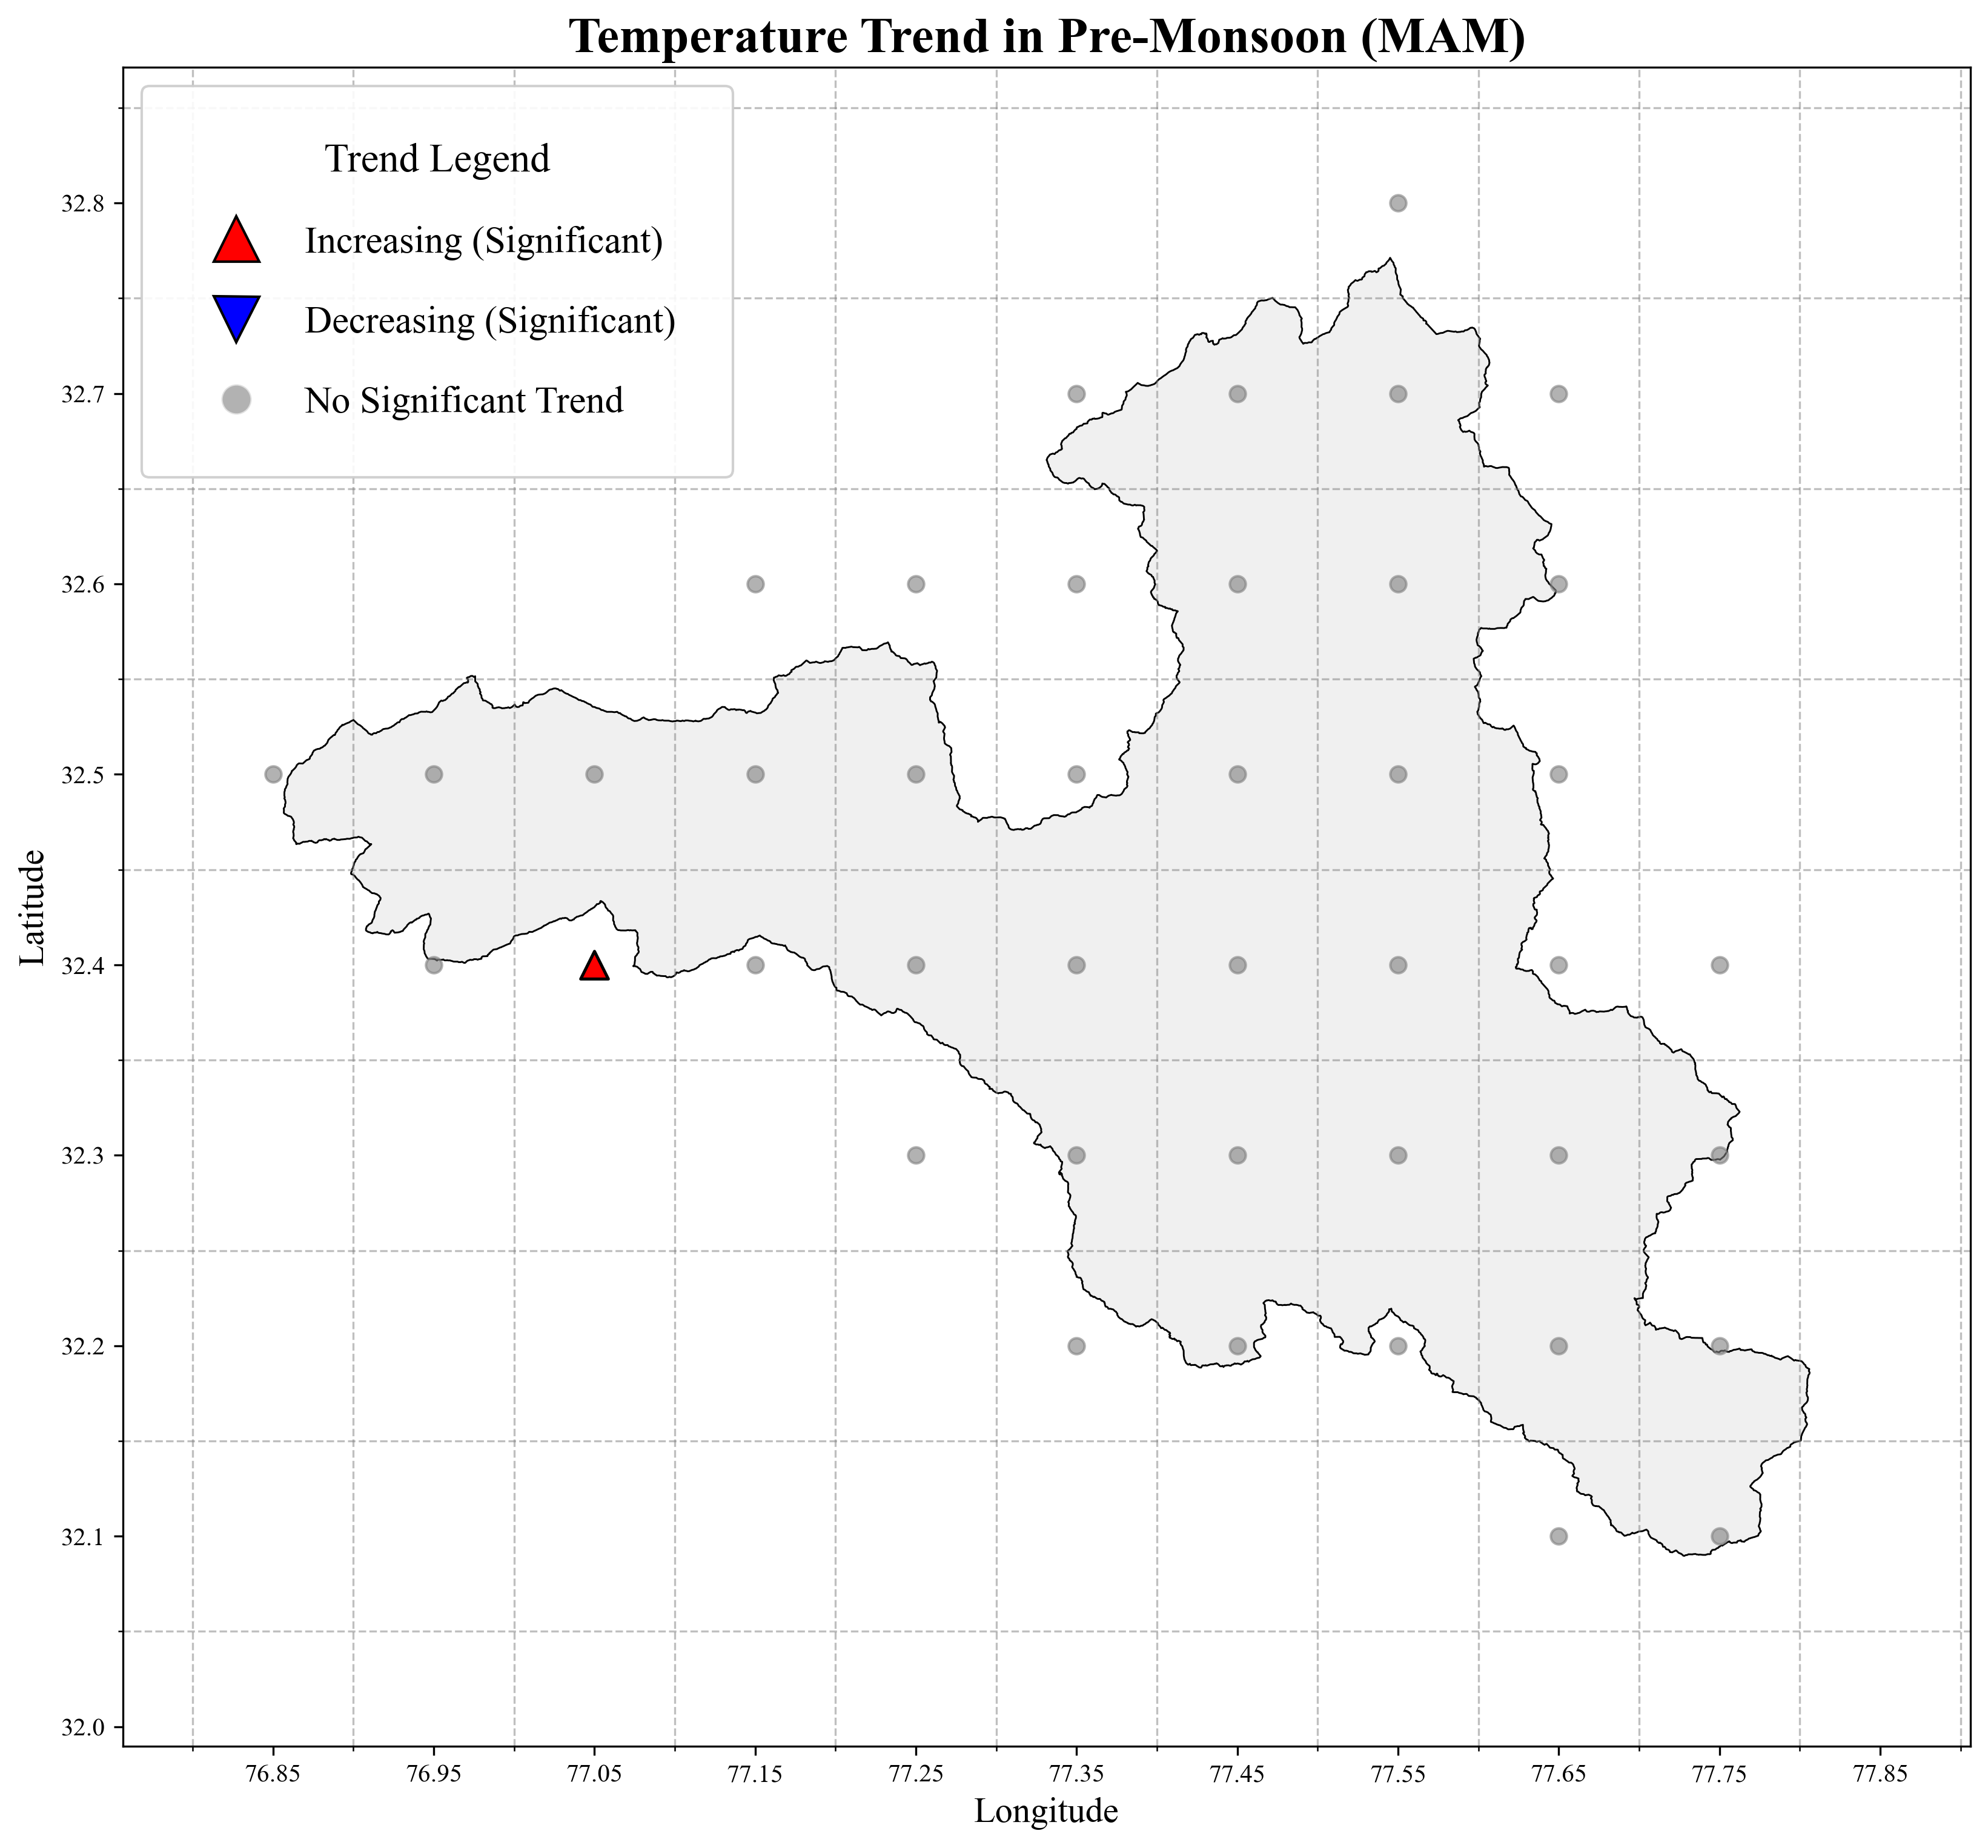 Temperature Trend in Pre-Monsoon (MAM)
Trend Legend
Increasing (Significant)
Decreasing (Significant)
No Significant Trend
Latitude
32.8
32.7
32.6
32.5
32.4
32.3
32.2
32.1
32.0
76.85 76.95 77.05 77.15 77.25 77.35 77.45 77.55 77.65 77.75 77.85
Longitude